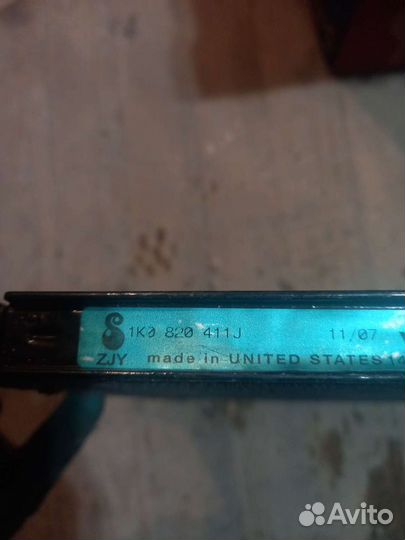 1K0 820 411J 11/07
ZJY made in UNITED STATES
Avito